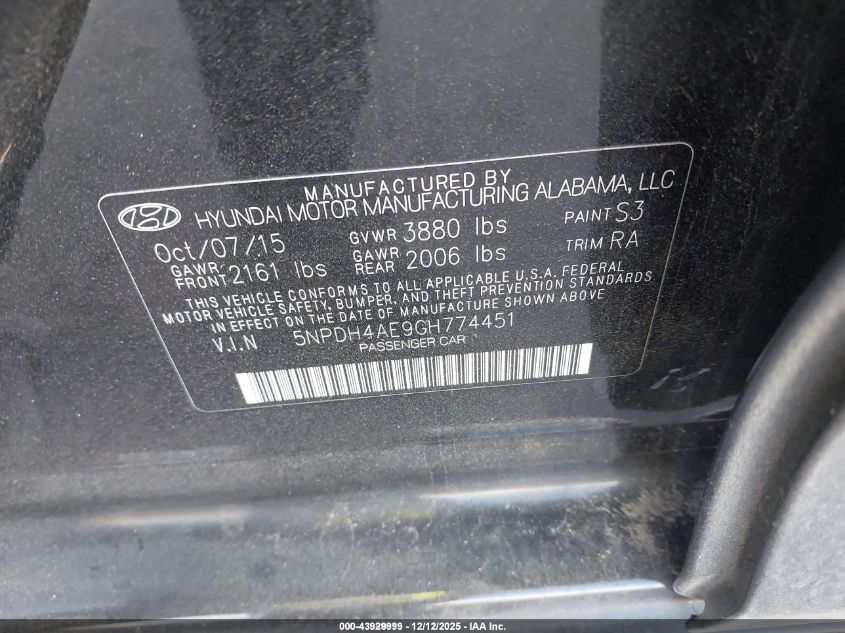 MANUFACTURED BY
HYUNDAI MOTOR MANUFACTURING ALABAMA, LLC
Oct/07/15 GVWR 3880 lbs PAINT S3
GAWR FRONT 2161 lbs GAWR REAR 2006 lbs TRIM RA
THIS VEHICLE CONFORMS TO ALL APPLICABLE U.S.A. FEDERAL
MOTOR VEHICLE SAFETY, BUMPER, AND THEFT PREVENTION STANDARDS
IN EFFECT ON THE DATE OF MANUFACTURE SHOWN ABOVE
V.I.N 5NPDH4AE9GH774451
PASSENGER CAR
000-43929999 - 12/12/2025 - IAA Inc.